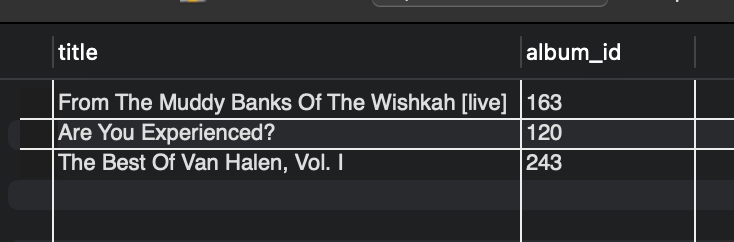 title album_id
From The Muddy Banks Of The Wishkah [live] 163
Are You Experienced? 120
The Best Of Van Halen, Vol. I 243